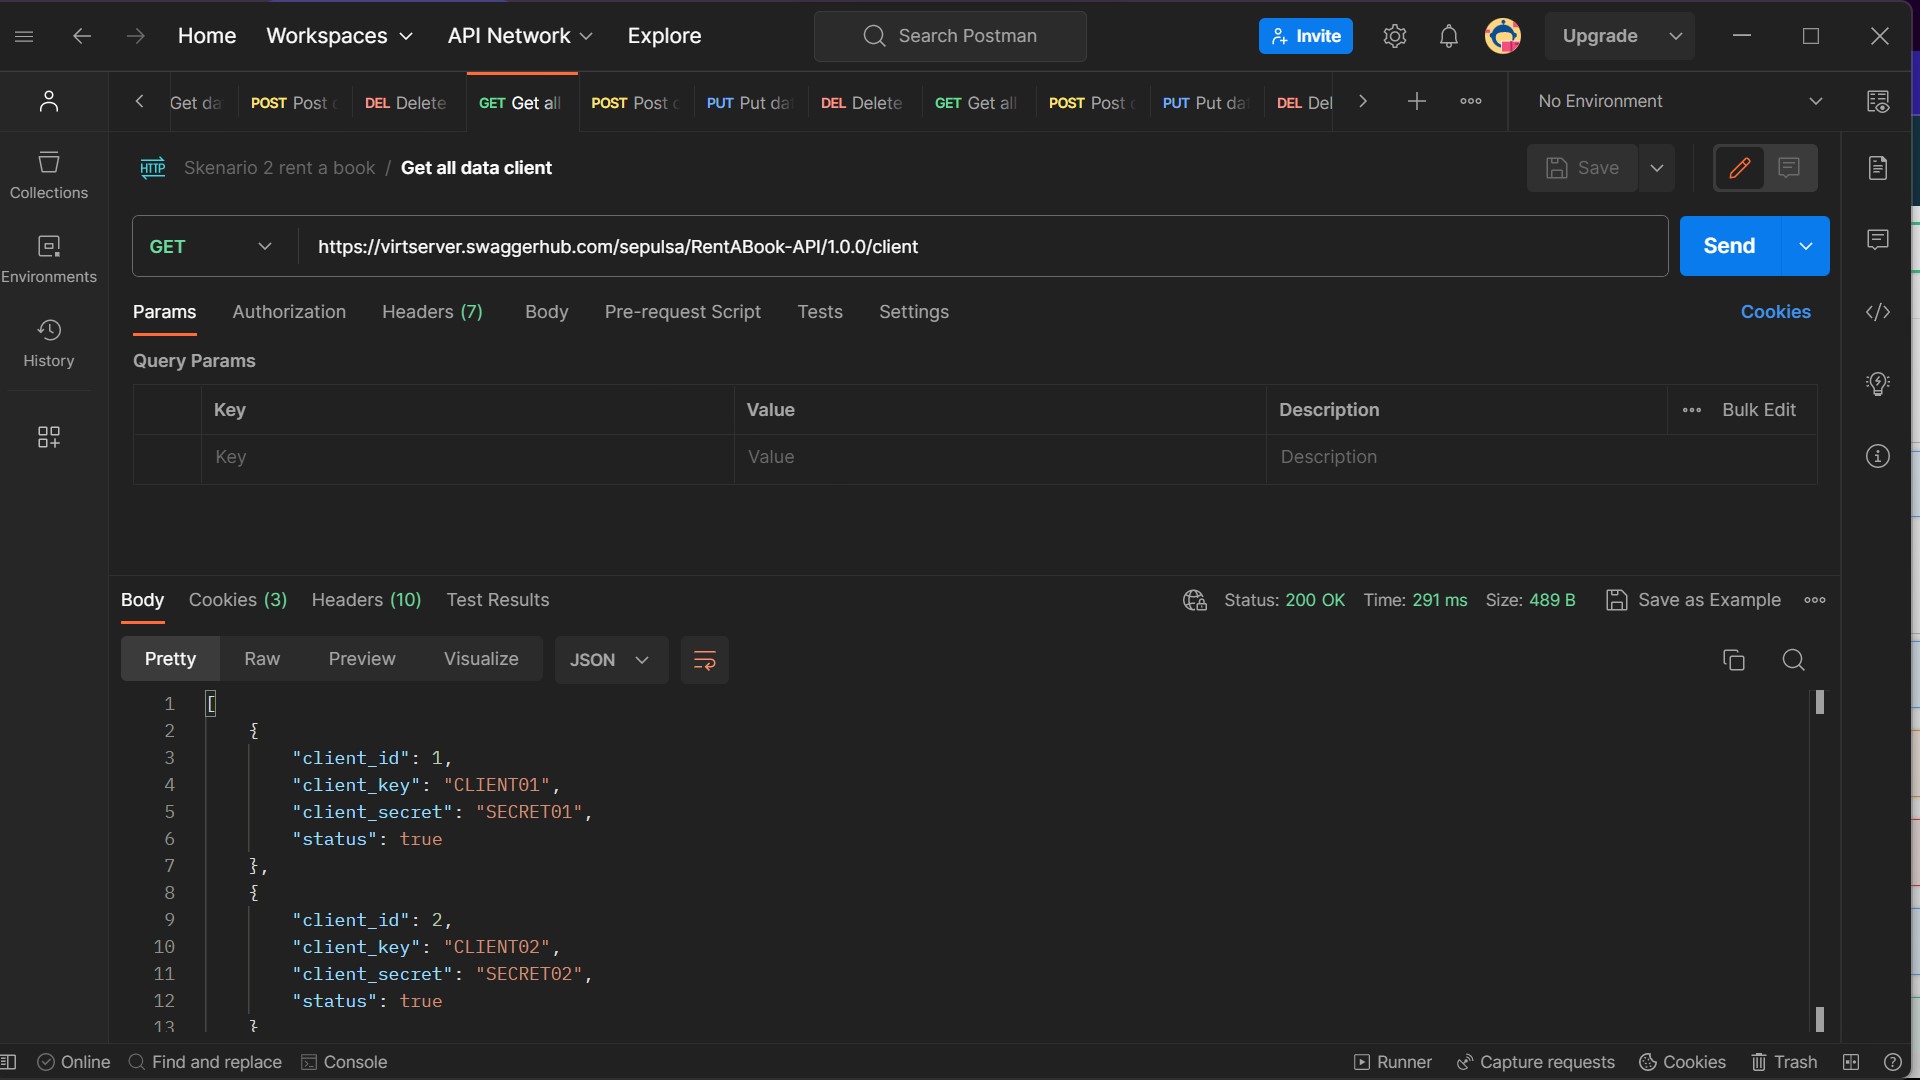 Home Workspaces API Network Explore Search Postman Invite Upgrade
Get da POST Post c DEL Delete GET Get all POST Post c PUT Put da DEL Delete GET Get all POST Post c PUT Put da DEL Del No Environment
HTTP Skenario 2 rent a book / Get all data client Save
Collections
Environments
History
GET https://virtserver.swaggerhub.com/sepulsa/RentABook-API/1.0.0/client Send
Params Authorization Headers (7) Body Pre-request Script Tests Settings Cookies
Query Params
Key Value Description Bulk Edit
Key Value Description
Body Cookies (3) Headers (10) Test Results Status: 200 OK Time: 291 ms Size: 489 B Save as Example
Pretty Raw Preview Visualize JSON
1 [
2 {
3 "client_id": 1,
4 "client_key": "CLIENT01",
5 "client_secret": "SECRET01",
6 "status": true
7 },
8 {
9 "client_id": 2,
10 "client_key": "CLIENT02",
11 "client_secret": "SECRET02",
12 "status": true
13 }
Online Find and replace Console Runner Capture requests Cookies Trash